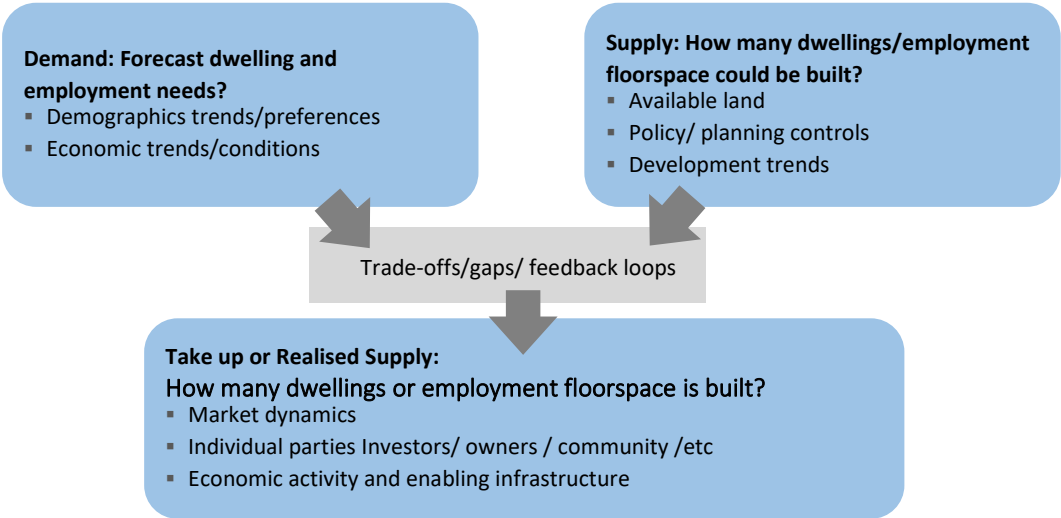 Demand: Forecast dwelling and
employment needs?
▪ Demographics trends/preferences
▪ Economic trends/conditions
Supply: How many dwellings/employment
floorspace could be built?
▪ Available land
▪ Policy/ planning controls
▪ Development trends
Trade-offs/gaps/ feedback loops
Take up or Realised Supply:
How many dwellings or employment floorspace is built?
▪ Market dynamics
▪ Individual parties Investors/ owners / community /etc
▪ Economic activity and enabling infrastructure